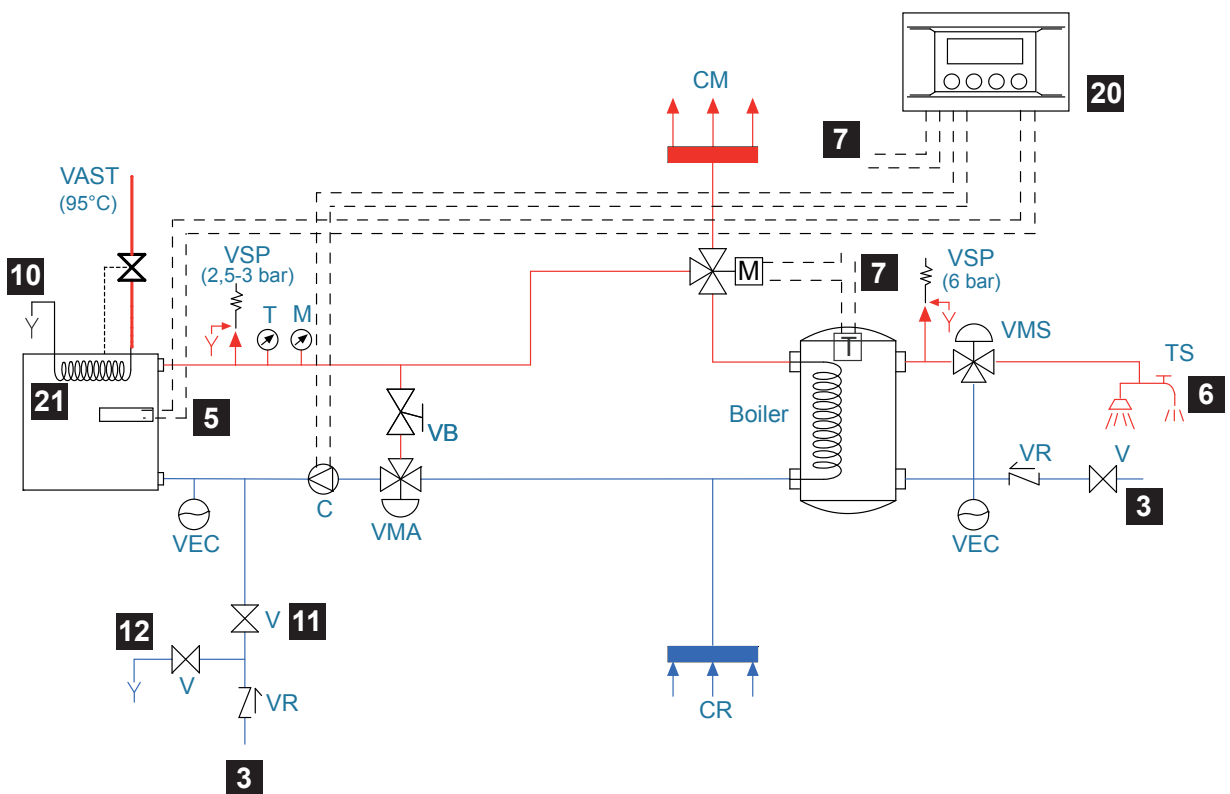 CM
20
7
VAST
(95°C)
10
VSP
(2,5-3 bar)
T
M
M
7
VSP
(6 bar)
VMS
TS
6
T
21
5
Boiler
VB
VR
V
3
C
VMA
VEC
VEC
V
11
12
V
VR
CR
3